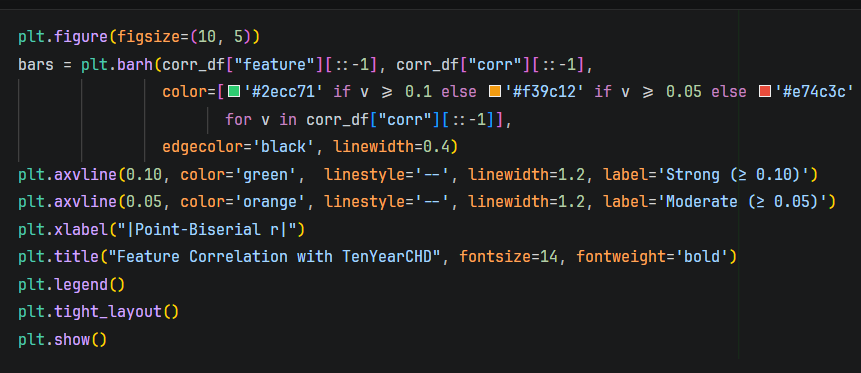 plt.figure(figsize=(10, 5))
bars = plt.barh(corr_df["feature"][::-1], corr_df["corr"][::-1],
color=['#2ecc71' if v ≥ 0.1 else '#f39c12' if v ≥ 0.05 else '#e74c3c'
for v in corr_df["corr"][::-1]],
edgecolor='black', linewidth=0.4)
plt.axvline(0.10, color='green',  linestyle='--', linewidth=1.2, label='Strong (≥ 0.10)')
plt.axvline(0.05, color='orange', linestyle='--', linewidth=1.2, label='Moderate (≥ 0.05)')
plt.xlabel("|Point-Biserial r|")
plt.title("Feature Correlation with TenYearCHD", fontsize=14, fontweight='bold')
plt.legend()
plt.tight_layout()
plt.show()